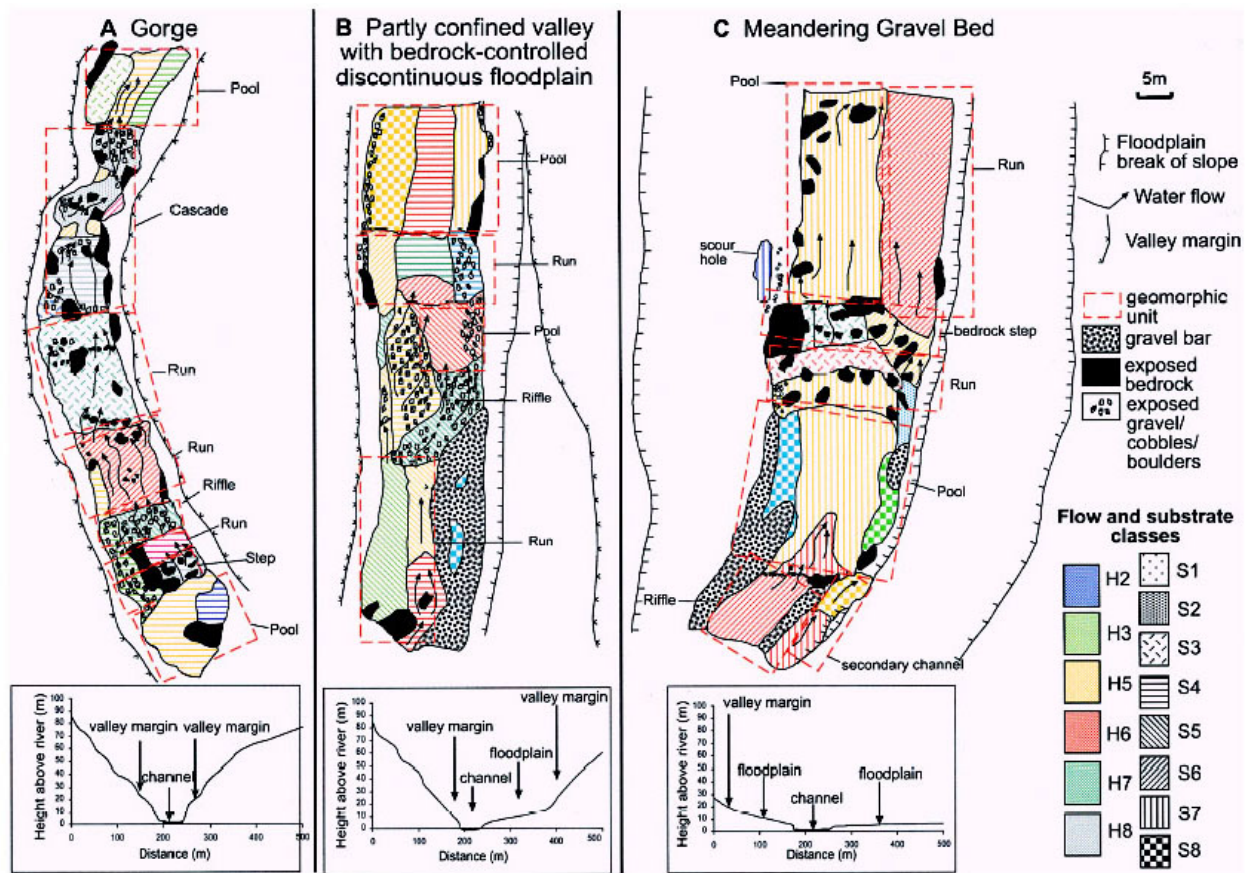 A Gorge
Pool
Cascade
Run
Run
Riffle
Run
Step
Pool
B Partly confined valley
with bedrock-controlled
discontinuous floodplain
Pool
Run
Pool
Riffle
Run
C Meandering Gravel Bed
Pool
Run
scour
hole
bedrock step
Run
Pool
Riffle
secondary channel
5m
Floodplain
break of slope
Water flow
Valley margin
geomorphic
unit
gravel bar
exposed
bedrock
exposed
gravel/
cobbles/
boulders
Flow and substrate
classes
H2
H3
H5
H6
H7
H8
S1
S2
S3
S4
S5
S6
S7
S8
Height above river (m)
100
90
80
70
60
50
40
30
20
10
0
valley margin
valley margin
channel
0 100 200 300 400 500
Distance (m)
Height above river (m)
100
90
80
70
60
50
40
30
20
10
0
valley margin
valley margin
floodplain
channel
0 100 200 300 400 500
Distance (m)
Height above river (m)
100
90
80
70
60
50
40
30
20
10
0
valley margin
floodplain
floodplain
channel
0 100 200 300 400 500
Distance (m)